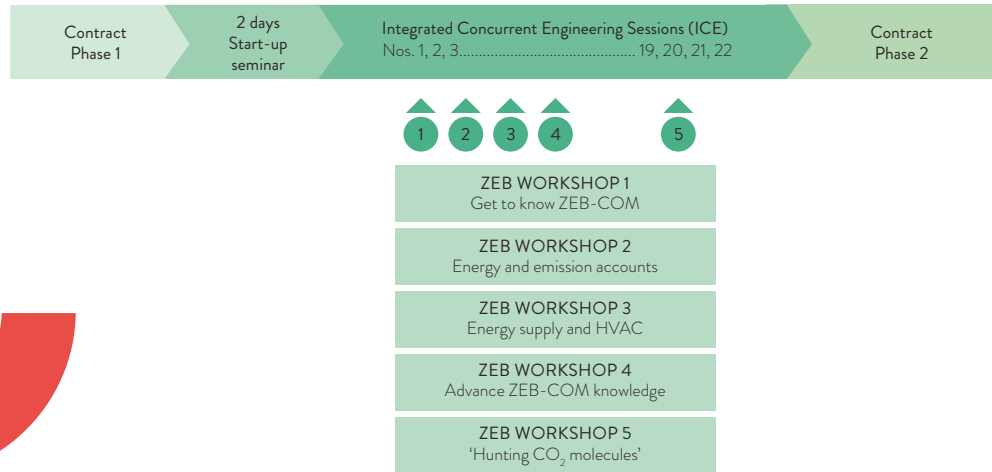 Contract
Phase 1
2 days
Start-up
seminar
Integrated Concurrent Engineering Sessions (ICE)
Nos. 1, 2, 3.......................................... 19, 20, 21, 22
Contract
Phase 2
1 2 3 4 5
ZEB WORKSHOP 1
Get to know ZEB-COM
ZEB WORKSHOP 2
Energy and emission accounts
ZEB WORKSHOP 3
Energy supply and HVAC
ZEB WORKSHOP 4
Advance ZEB-COM knowledge
ZEB WORKSHOP 5
‘Hunting CO₂ molecules’